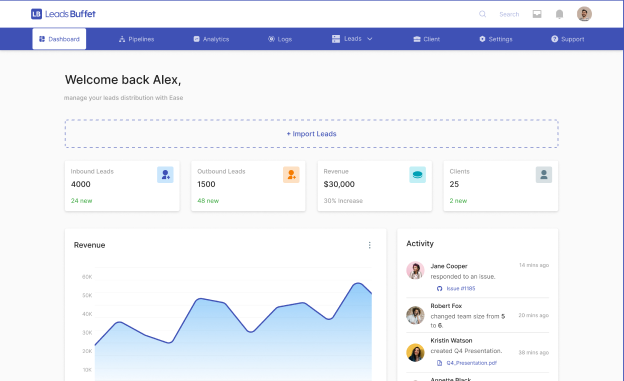 LB Leads Buffet
Search
Dashboard
Pipelines
Analytics
Logs
Leads
Client
Settings
Support
Welcome back Alex,
manage your leads distribution with Ease
+ Import Leads
Inbound Leads
4000
24 new
Outbound Leads
1500
48 new
Revenue
$30,000
30% Increase
Clients
25
2 new
Revenue
60K
50K
40K
30K
20K
10K
Activity
Jane Cooper
14 mins ago
responded to an issue.
Issue #1185
Robert Fox
changed team size from 5
29 mins ago
to 6.
Kristin Watson
created Q4 Presentation.
38 mins ago
Q4_Presentation.pdf
Annette Black